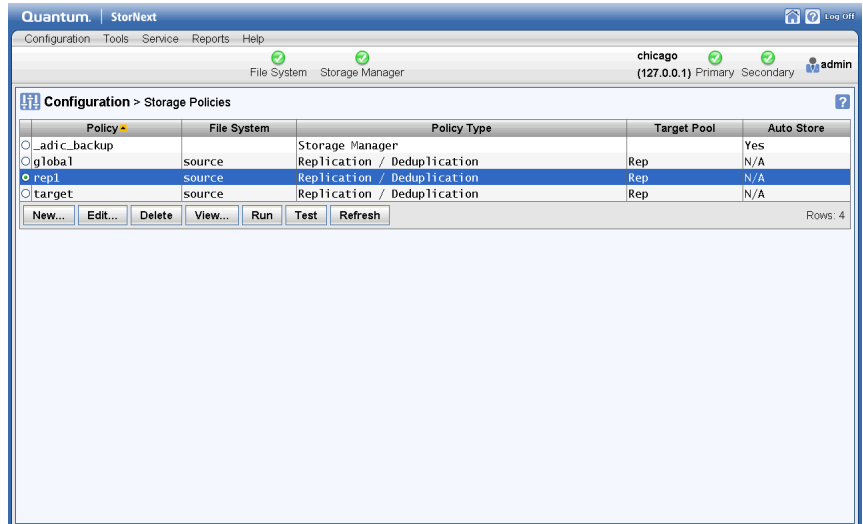 Quantum. StorNext Log Off
Configuration Tools Service Reports Help
File System Storage Manager
chicago
(127.0.0.1) Primary Secondary
admin
Configuration > Storage Policies
Policy File System Policy Type Target Pool Auto Store
_adic_backup Storage Manager Yes
global source Replication / Deduplication Rep N/A
rep1 source Replication / Deduplication Rep N/A
target source Replication / Deduplication Rep N/A
New... Edit... Delete View... Run Test Refresh Rows: 4